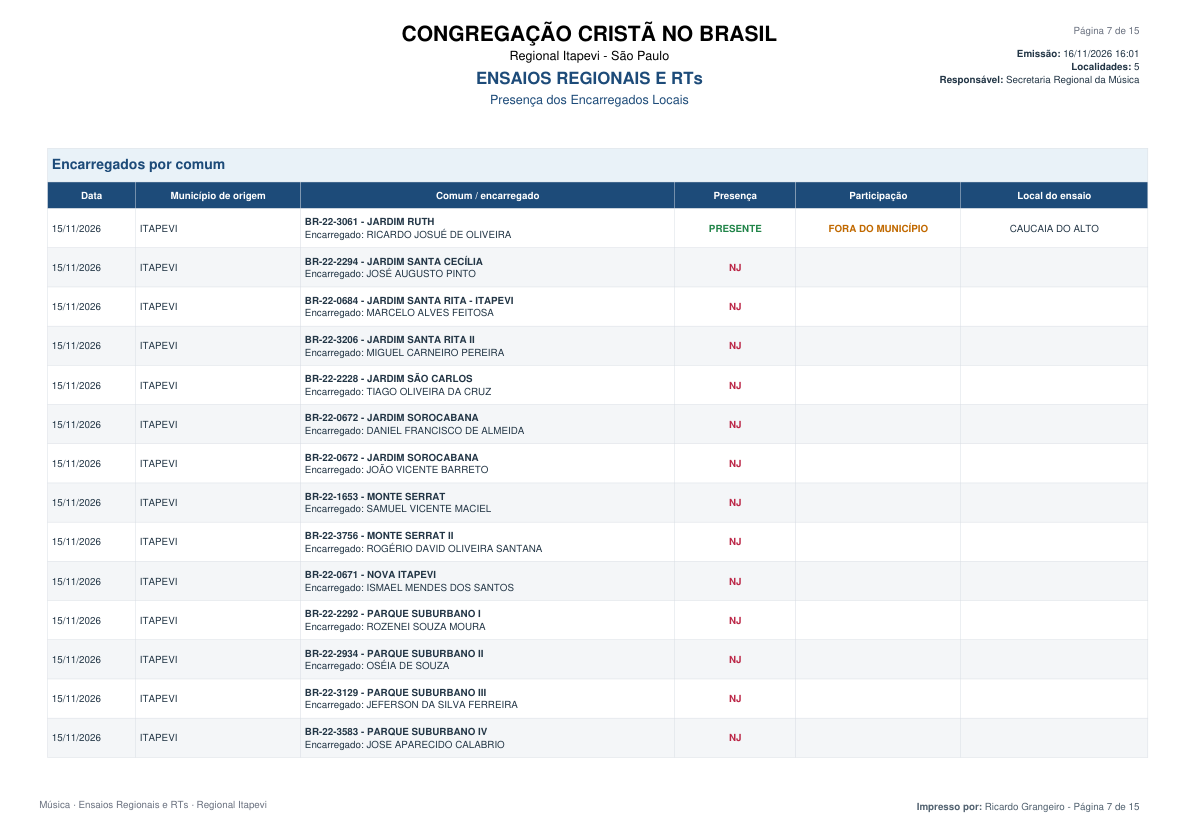 CONGREGAÇÃO CRISTÃ NO BRASIL
Regional Itapevi - São Paulo
ENSAIOS REGIONAIS E RTs
Presença dos Encarregados Locais
Página 7 de 15
Emissão: 16/11/2026 16:01
Localidades: 5
Responsável: Secretaria Regional da Música
Encarregados por comum
Data Município de origem Comum / encarregado Presença Participação Local do ensaio
15/11/2026 ITAPEVI BR-22-3061 - JARDIM RUTH PRESENTE FORA DO MUNICÍPIO CAUCAIA DO ALTO
Encarregado: RICARDO JOSUÉ DE OLIVEIRA
15/11/2026 ITAPEVI BR-22-2294 - JARDIM SANTA CECÍLIA NJ
Encarregado: JOSÉ AUGUSTO PINTO
15/11/2026 ITAPEVI BR-22-0684 - JARDIM SANTA RITA - ITAPEVI NJ
Encarregado: MARCELO ALVES FEITOSA
15/11/2026 ITAPEVI BR-22-3206 - JARDIM SANTA RITA II NJ
Encarregado: MIGUEL CARNEIRO PEREIRA
15/11/2026 ITAPEVI BR-22-2228 - JARDIM SÃO CARLOS NJ
Encarregado: TIAGO OLIVEIRA DA CRUZ
15/11/2026 ITAPEVI BR-22-0672 - JARDIM SOROCABANA NJ
Encarregado: DANIEL FRANCISCO DE ALMEIDA
15/11/2026 ITAPEVI BR-22-0672 - JARDIM SOROCABANA NJ
Encarregado: JOÃO VICENTE BARRETO
15/11/2026 ITAPEVI BR-22-1653 - MONTE SERRAT NJ
Encarregado: SAMUEL VICENTE MACIEL
15/11/2026 ITAPEVI BR-22-3756 - MONTE SERRAT II NJ
Encarregado: ROGÉRIO DAVID OLIVEIRA SANTANA
15/11/2026 ITAPEVI BR-22-0671 - NOVA ITAPEVI NJ
Encarregado: ISMAEL MENDES DOS SANTOS
15/11/2026 ITAPEVI BR-22-2292 - PARQUE SUBURBANO I NJ
Encarregado: ROZENEI SOUZA MOURA
15/11/2026 ITAPEVI BR-22-2934 - PARQUE SUBURBANO II NJ
Encarregado: OSÉIA DE SOUZA
15/11/2026 ITAPEVI BR-22-3129 - PARQUE SUBURBANO III NJ
Encarregado: JEFERSON DA SILVA FERREIRA
15/11/2026 ITAPEVI BR-22-3583 - PARQUE SUBURBANO IV NJ
Encarregado: JOSE APARECIDO CALABRIO
Música · Ensaios Regionais e RTs · Regional Itapevi
Impresso por: Ricardo Grangeiro - Página 7 de 15